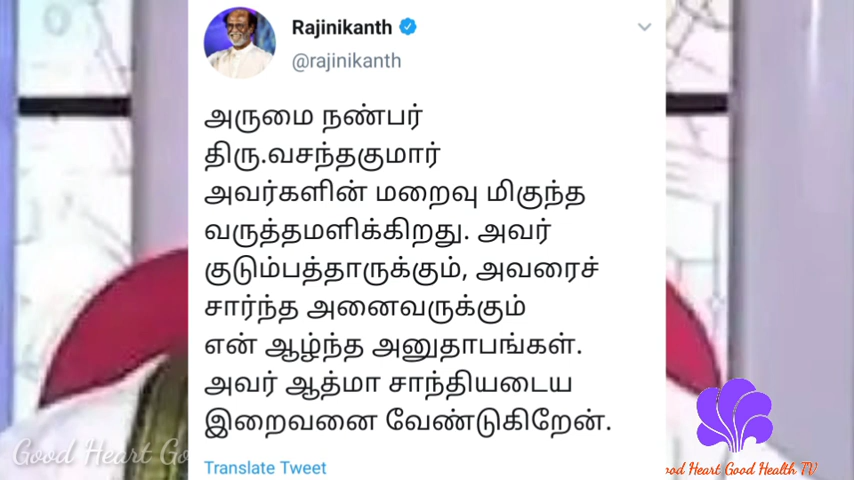 Rajinikanth
@rajinikanth
அருமை நண்பர்
திரு.வசந்தகுமார்
அவர்களின் மறைவு மிகுந்த
வருத்தமளிக்கிறது. அவர்
குடும்பத்தாருக்கும், அவரைச்
சார்ந்த அனைவருக்கும்
என் ஆழ்ந்த அனுதாபங்கள்.
அவர் ஆத்மா சாந்தியடைய
இறைவனை வேண்டுகிறேன்.
Translate Tweet
Good Heart Go
ood Heart Good Health TV